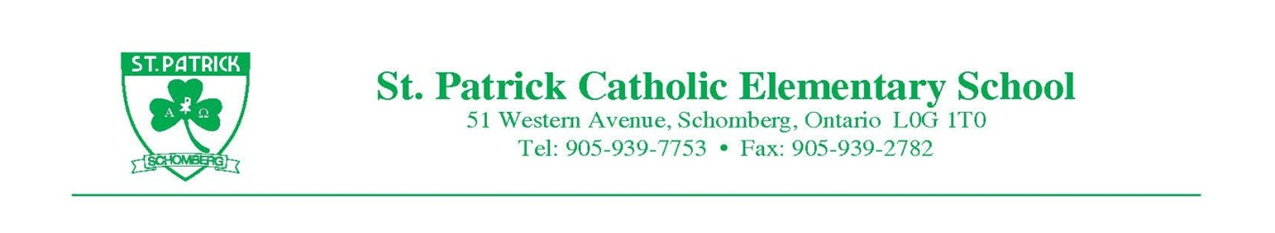 ST. PATRICK
Α ☧ Ω
SCHOMBERG
St. Patrick Catholic Elementary School
51 Western Avenue, Schomberg, Ontario L0G 1T0
Tel: 905-939-7753 • Fax: 905-939-2782